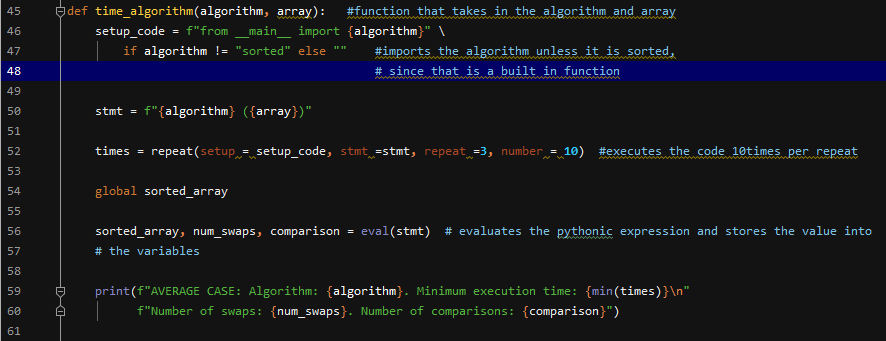 45 def time_algorithm(algorithm, array):   #function that takes in the algorithm and array
46     setup_code = f"from __main__ import {algorithm}" \
47         if algorithm != "sorted" else ""    #imports the algorithm unless it is sorted,
48                                             # since that is a built in function
49
50     stmt = f"{algorithm} ({array})"
51
52     times = repeat(setup = setup_code, stmt =stmt, repeat =3, number = 10)  #executes the code 10times per repeat
53
54     global sorted_array
55
56     sorted_array, num_swaps, comparison = eval(stmt)  # evaluates the pythonic expression and stores the value into
57     # the variables
58
59     print(f"AVERAGE CASE: Algorithm: {algorithm}. Minimum execution time: {min(times)}\n"
60           f"Number of swaps: {num_swaps}. Number of comparisons: {comparison}")
61